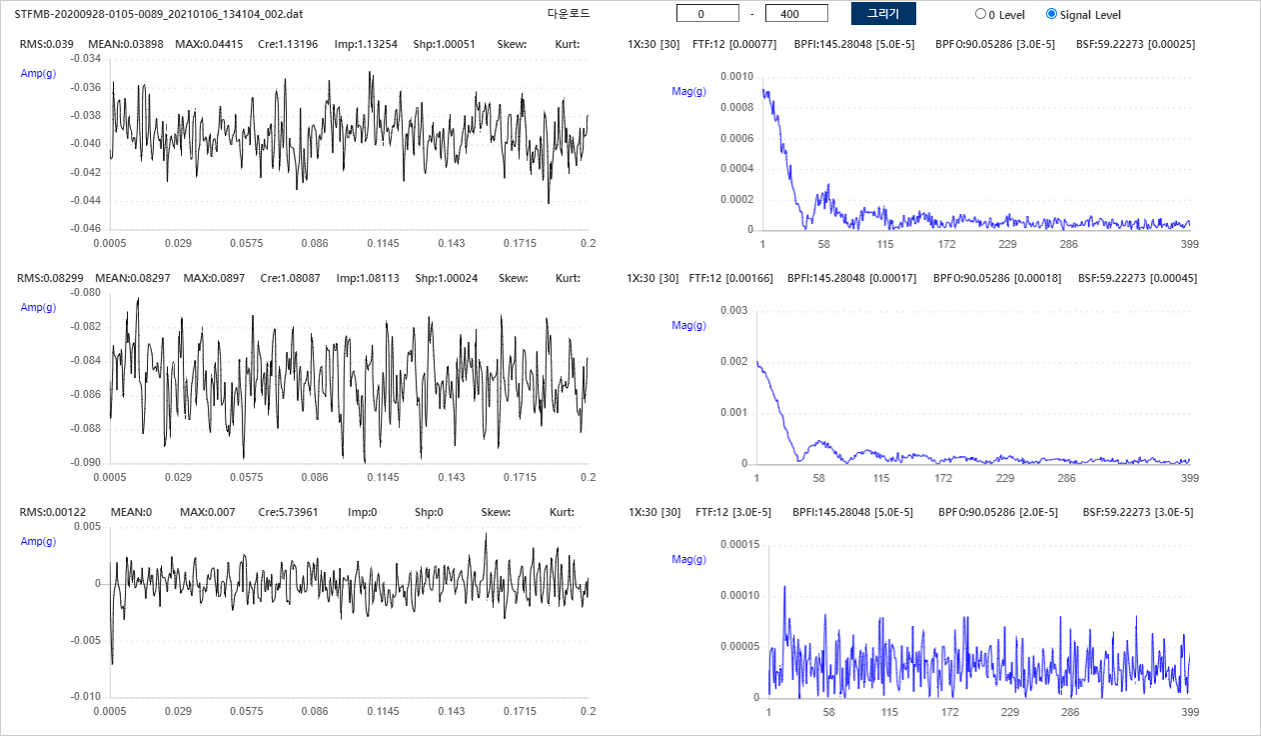 STFMB-20200928-0105-0089_20210106_134104_002.dat 다운로드 0 - 400 그리기 0 Level Signal Level
RMS:0.039 MEAN:0.03898 MAX:0.04415 Cre:1.13196 Imp:1.13254 Shp:1.00051 Skew: Kurt:
Amp(g)
-0.034
-0.036
-0.038
-0.040
-0.042
-0.044
-0.046
0.0005 0.029 0.0575 0.086 0.1145 0.143 0.1715 0.2
1X:30 [30] FTF:12 [0.00077] BPFI:145.28048 [5.0E-5] BPFO:90.05286 [3.0E-5] BSF:59.22273 [0.00025]
Mag(g)
0.0010
0.0008
0.0006
0.0004
0.0002
0
1 58 115 172 229 286 399
RMS:0.08299 MEAN:0.08297 MAX:0.0897 Cre:1.08087 Imp:1.08113 Shp:1.00024 Skew: Kurt:
Amp(g)
-0.080
-0.082
-0.084
-0.086
-0.088
-0.090
0.0005 0.029 0.0575 0.086 0.1145 0.143 0.1715 0.2
1X:30 [30] FTF:12 [0.00166] BPFI:145.28048 [0.00017] BPFO:90.05286 [0.00018] BSF:59.22273 [0.00045]
Mag(g)
0.003
0.002
0.001
0
1 58 115 172 229 286 399
RMS:0.00122 MEAN:0 MAX:0.007 Cre:5.73961 Imp:0 Shp:0 Skew: Kurt:
Amp(g)
0.005
0
-0.005
-0.010
0.0005 0.029 0.0575 0.086 0.1145 0.143 0.1715 0.2
1X:30 [30] FTF:12 [3.0E-5] BPFI:145.28048 [5.0E-5] BPFO:90.05286 [2.0E-5] BSF:59.22273 [3.0E-5]
Mag(g)
0.00015
0.00010
0.00005
0
1 58 115 172 229 286 399